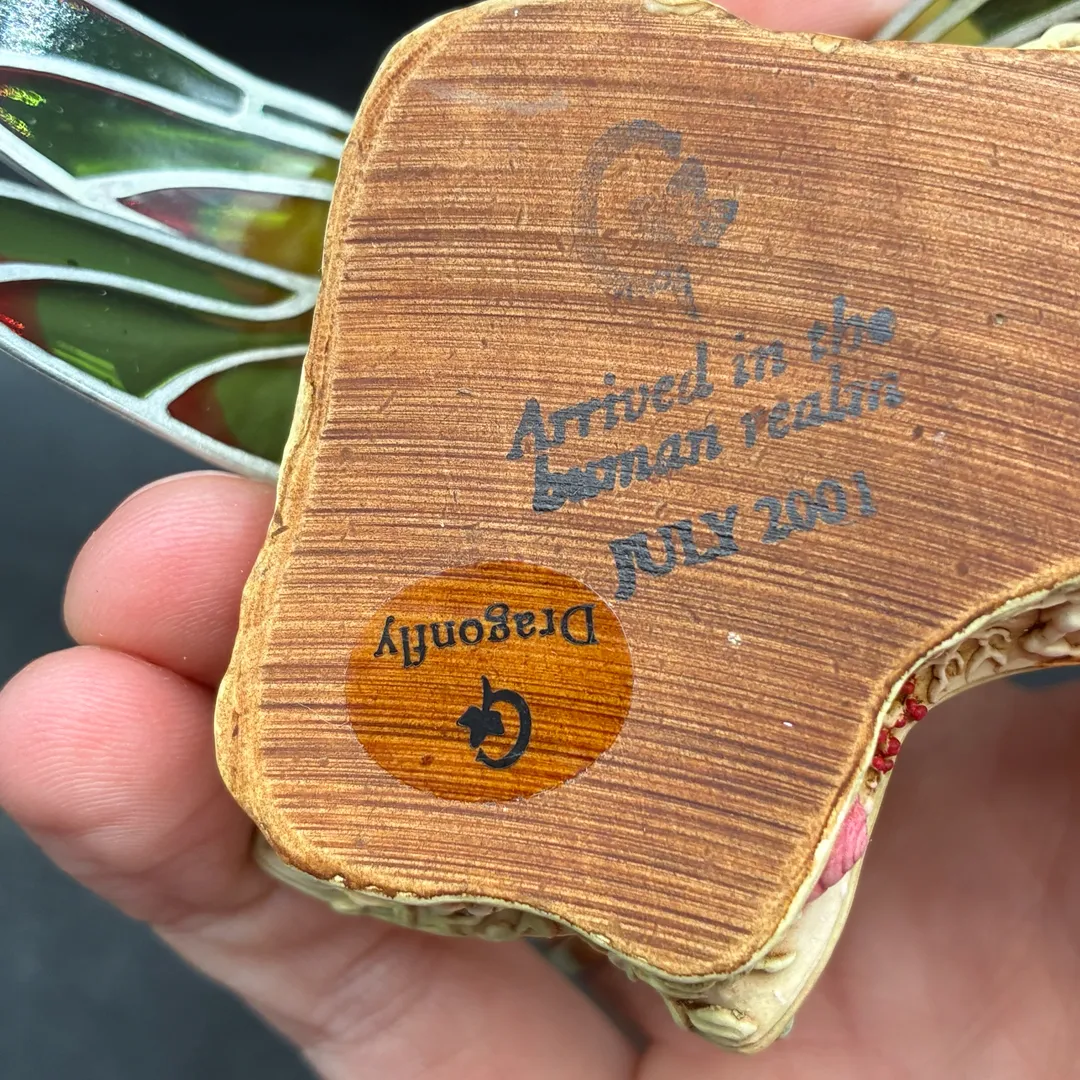 Arrived in the
human realm
JULY 2001
Dragonfly